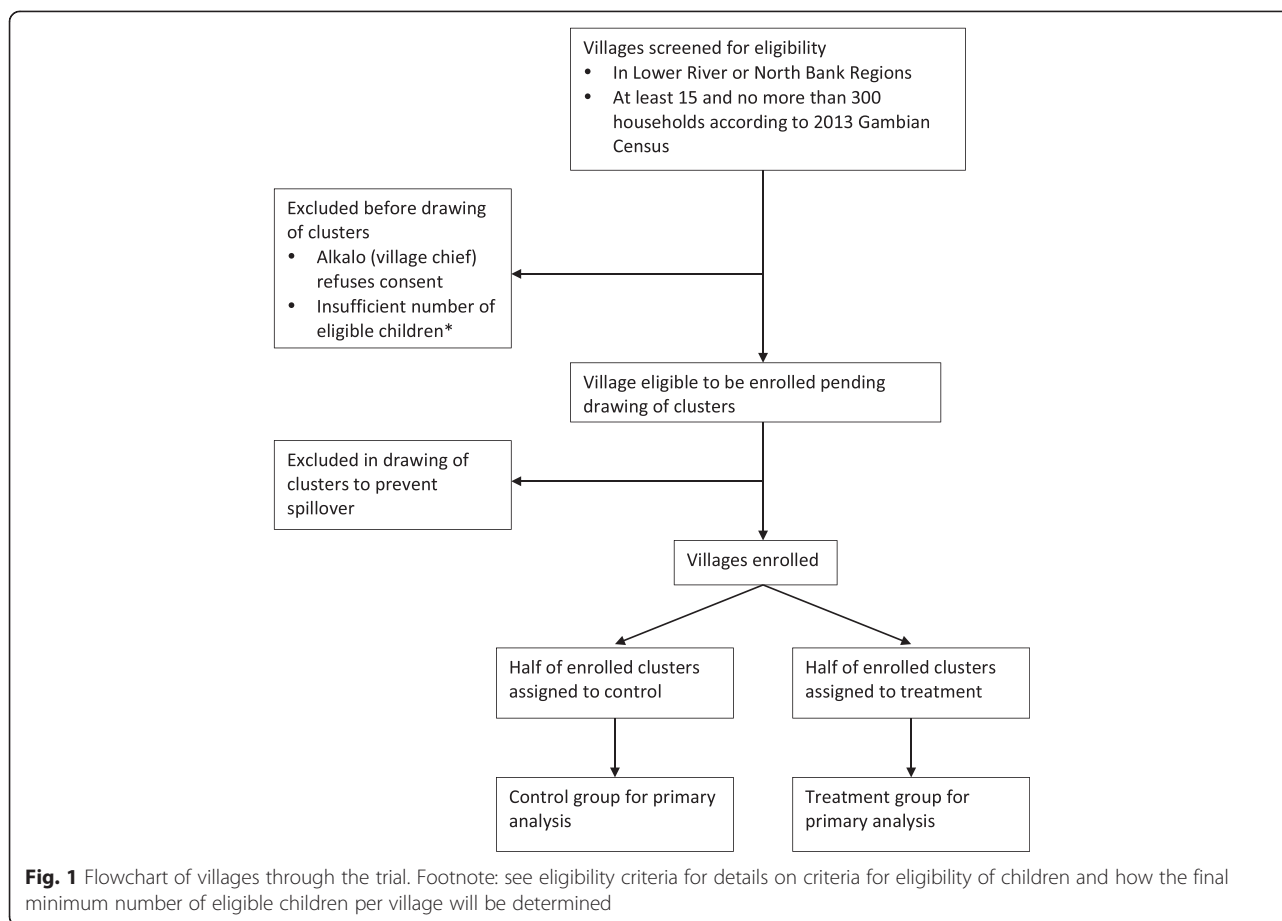 Villages screened for eligibility
• In Lower River or North Bank Regions
• At least 15 and no more than 300
households according to 2013 Gambian
Census
Excluded before drawing
of clusters
• Alkalo (village chief)
refuses consent
• Insufficient number of
eligible children*
Village eligible to be enrolled pending
drawing of clusters
Excluded in drawing of
clusters to prevent
spillover
Villages enrolled
Half of enrolled clusters
assigned to control
Half of enrolled clusters
assigned to treatment
Control group for primary
analysis
Treatment group for
primary analysis
Fig. 1 Flowchart of villages through the trial. Footnote: see eligibility criteria for details on criteria for eligibility of children and how the final
minimum number of eligible children per village will be determined